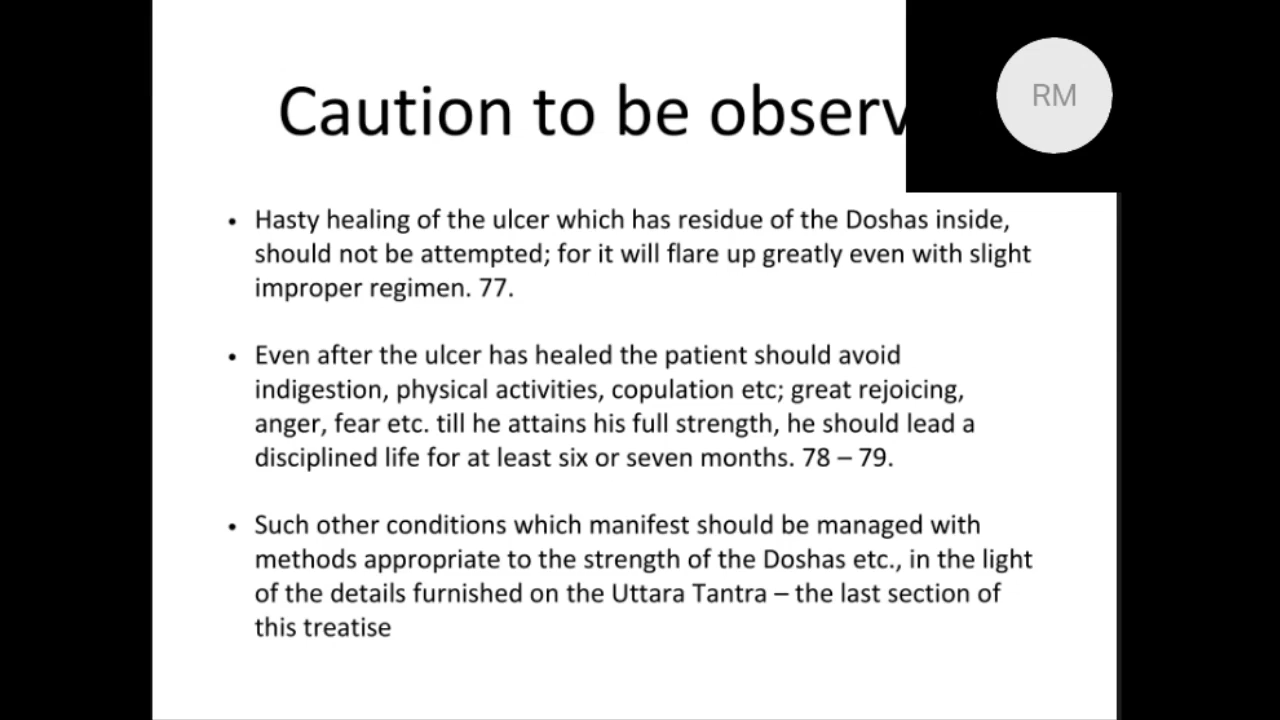 Caution to be observ
RM
• Hasty healing of the ulcer which has residue of the Doshas inside,
should not be attempted; for it will flare up greatly even with slight
improper regimen. 77.
• Even after the ulcer has healed the patient should avoid
indigestion, physical activities, copulation etc; great rejoicing,
anger, fear etc. till he attains his full strength, he should lead a
disciplined life for at least six or seven months. 78 – 79.
• Such other conditions which manifest should be managed with
methods appropriate to the strength of the Doshas etc., in the light
of the details furnished on the Uttara Tantra – the last section of
this treatise